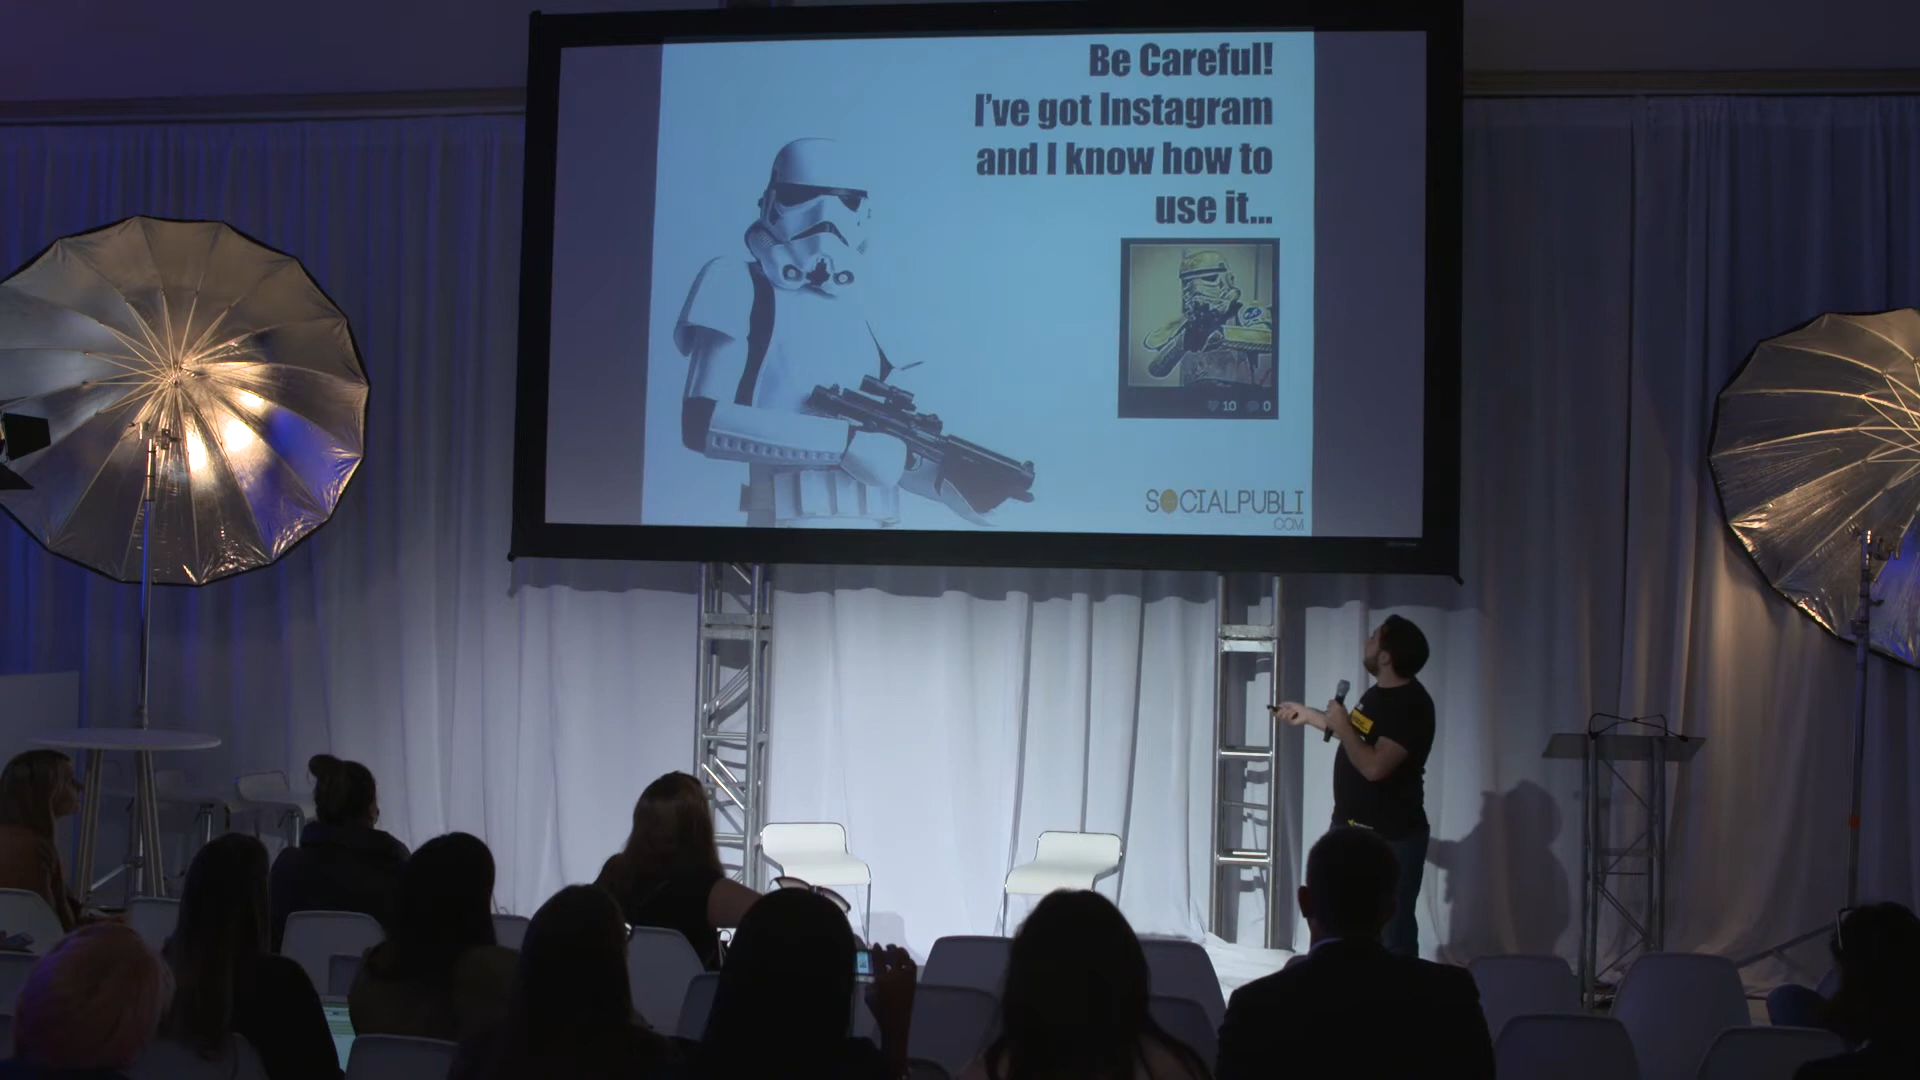 Be Careful!
I've got Instagram
and I know how to
use it...
10 0
SOCIALPUBLI
.COM